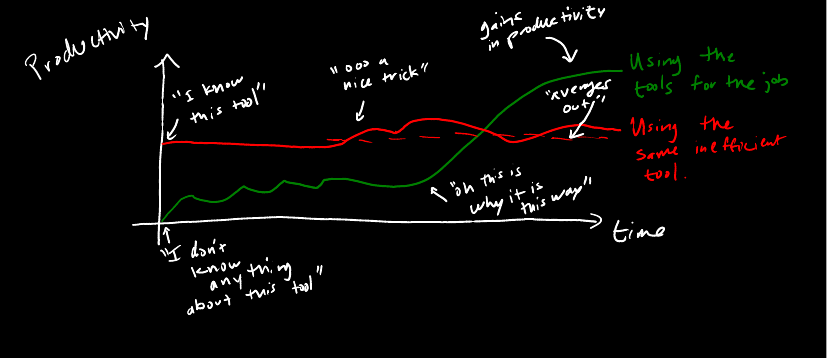 Productivity
"I know
this tool"
"ooo a
nice trick"
gains
in productivity
Using the
tools for the job
"averages
out"
Using the
same inefficient
tool.
"oh this is
why it is
this way"
time
"I don't
know
any thing
about this tool"